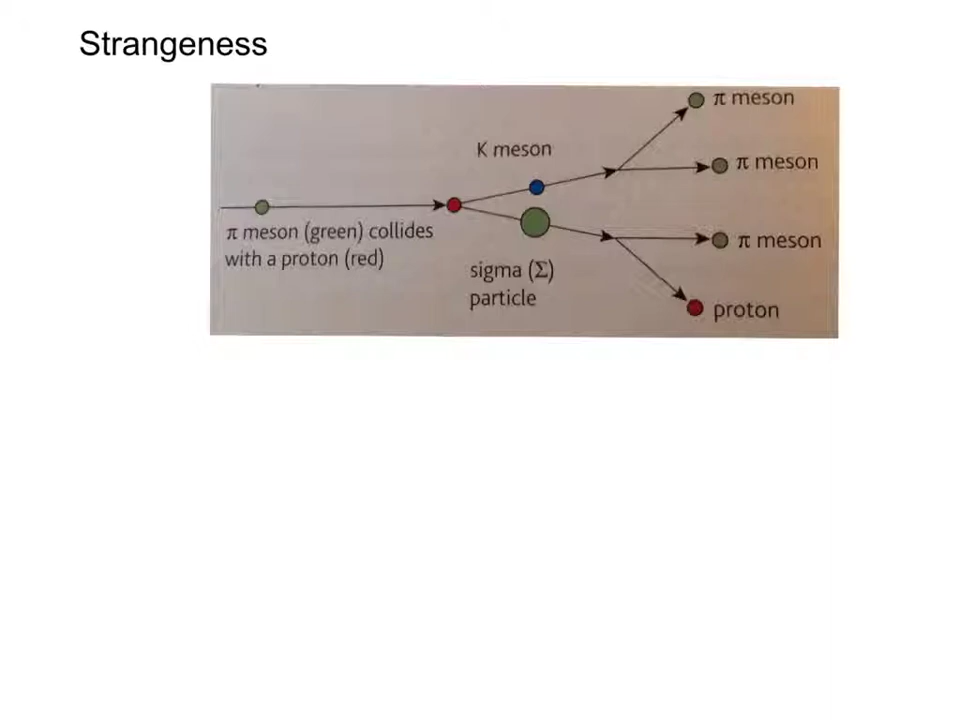 Strangeness
π meson
K meson
π meson
π meson (green) collides
with a proton (red)
π meson
sigma (Σ)
particle
proton